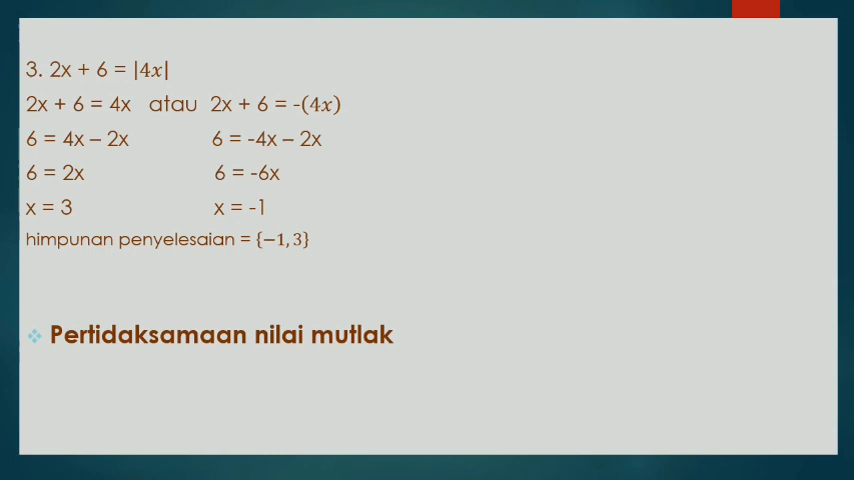 3. 2x + 6 = |4x|
2x + 6 = 4x atau 2x + 6 = -(4x)
6 = 4x – 2x 6 = -4x – 2x
6 = 2x 6 = -6x
x = 3 x = -1
himpunan penyelesaian = {−1, 3}
Pertidaksamaan nilai mutlak